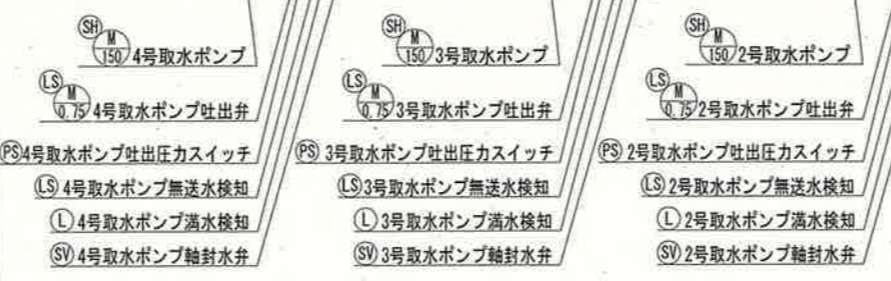 SH
M
150 4号取水ポンプ
LS
M
0.75 4号取水ポンプ吐出弁
PS 4号取水ポンプ吐出圧力スイッチ
LS 4号取水ポンプ無送水検知
L 4号取水ポンプ満水検知
SV 4号取水ポンプ軸封水弁
SH
M
150 3号取水ポンプ
LS
M
0.75 3号取水ポンプ吐出弁
PS 3号取水ポンプ吐出圧力スイッチ
LS 3号取水ポンプ無送水検知
L 3号取水ポンプ満水検知
SV 3号取水ポンプ軸封水弁
SH
M
150 2号取水ポンプ
LS
M
0.75 2号取水ポンプ吐出弁
PS 2号取水ポンプ吐出圧力スイッチ
LS 2号取水ポンプ無送水検知
L 2号取水ポンプ満水検知
SV 2号取水ポンプ軸封水弁